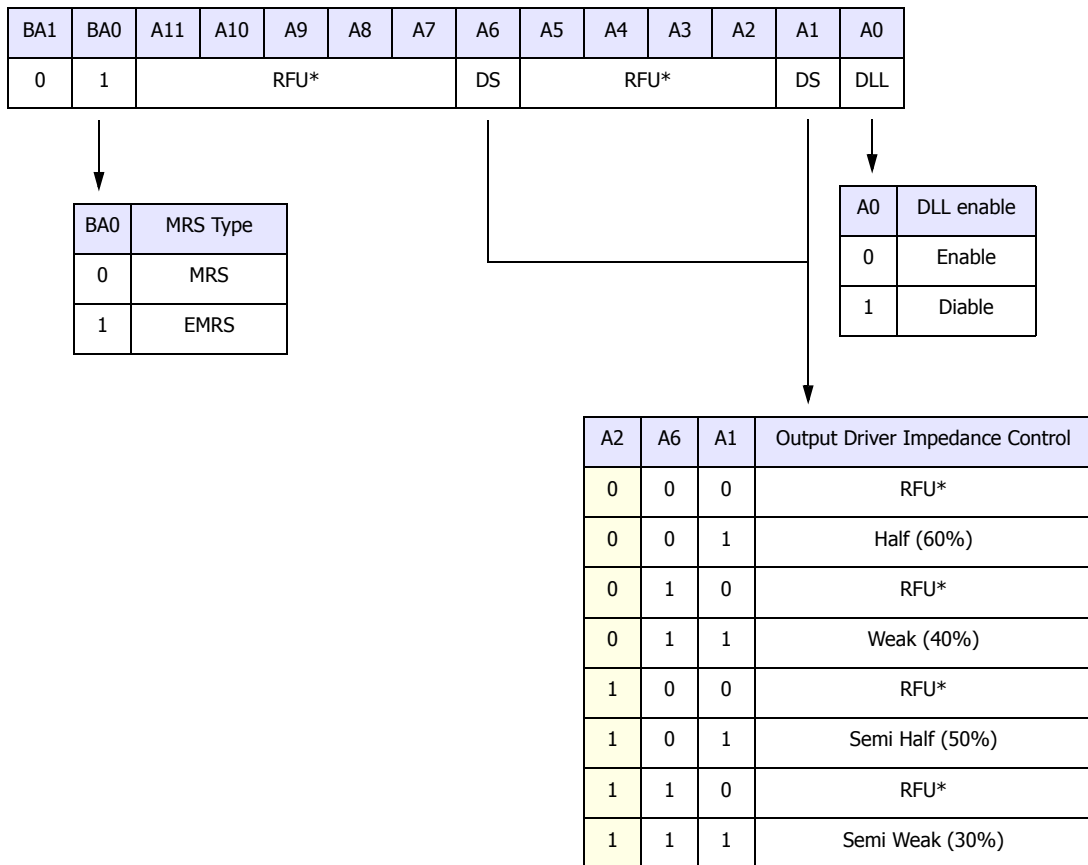 BA1 BA0 A11 A10 A9 A8 A7 A6 A5 A4 A3 A2 A1 A0
0 1 RFU* DS RFU* DS DLL
BA0 MRS Type
0 MRS
1 EMRS
A0 DLL enable
0 Enable
1 Diable
A2 A6 A1 Output Driver Impedance Control
0 0 0 RFU*
0 0 1 Half (60%)
0 1 0 RFU*
0 1 1 Weak (40%)
1 0 0 RFU*
1 0 1 Semi Half (50%)
1 1 0 RFU*
1 1 1 Semi Weak (30%)